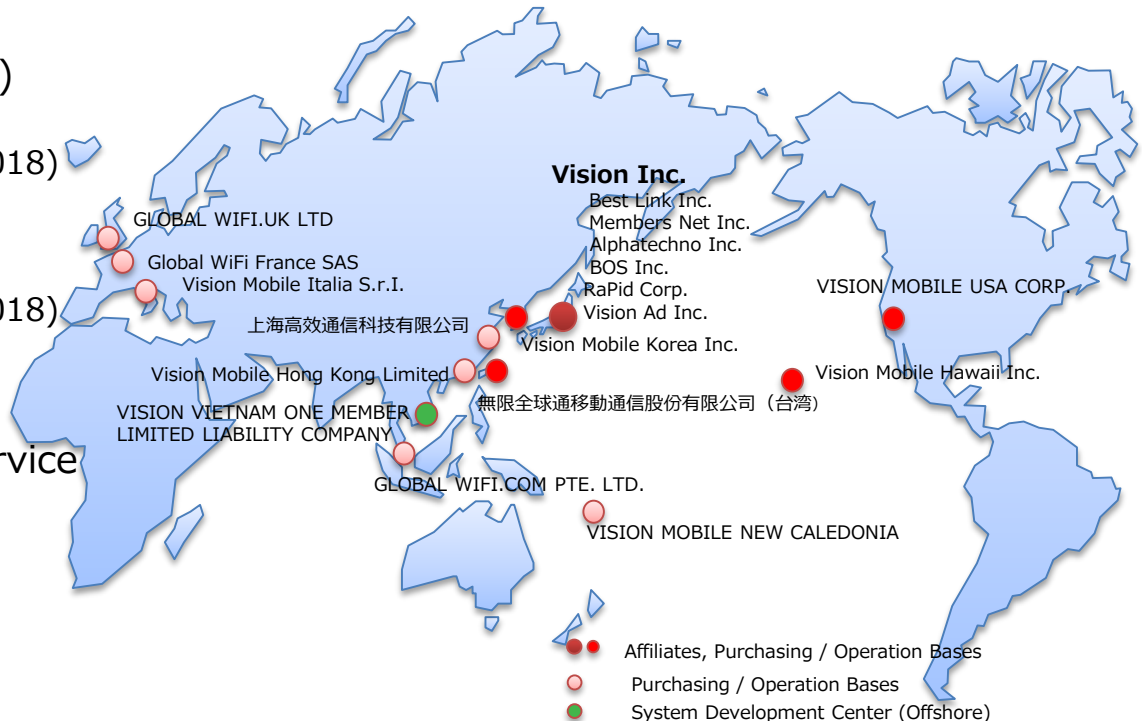 )
018)
Vision Inc.
Best Link Inc.
Members Net Inc.
Alphatechno Inc.
BOS Inc.
RaPid Corp.
Vision Ad Inc.
GLOBAL WIFI.UK LTD
Global WiFi France SAS
Vision Mobile Italia S.r.I.
018)
上海高效通信科技有限公司
Vision Mobile Korea Inc.
VISION MOBILE USA CORP.
Vision Mobile Hong Kong Limited
Vision Mobile Hawaii Inc.
無限全球通移動通信股份有限公司（台湾）
VISION VIETNAM ONE MEMBER
LIMITED LIABILITY COMPANY
rvice
GLOBAL WIFI.COM PTE. LTD.
VISION MOBILE NEW CALEDONIA
Affiliates, Purchasing / Operation Bases
Purchasing / Operation Bases
System Development Center (Offshore)